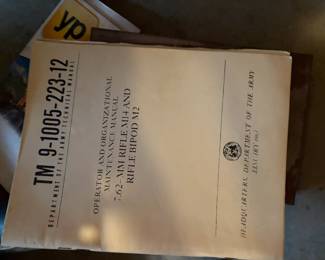 yp
TM 9-1005-223-12
DEPARTMENT OF THE ARMY TECHNICAL MANUAL
OPERATOR AND ORGANIZATIONAL
MAINTENANCE MANUAL
7.62-MM RIFLE M14 AND
RIFLE BIPOD M2
HEADQUARTERS, DEPARTMENT OF THE ARMY